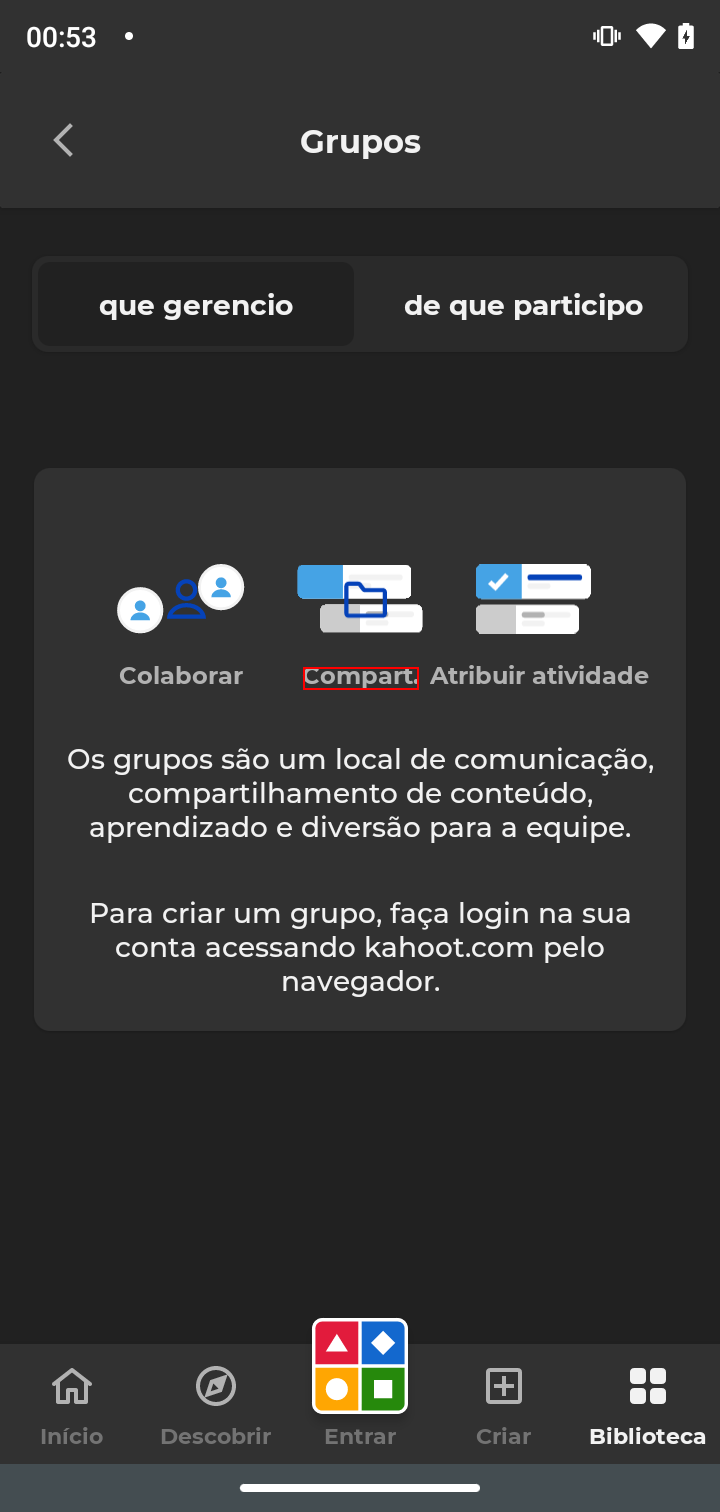 00:53
Grupos
que gerencio
de que participo
Colaborar
Compart.
Atribuir atividade
Os grupos são um local de comunicação,
compartilhamento de conteúdo,
aprendizado e diversão para a equipe.
Para criar um grupo, faça login na sua
conta acessando kahoot.com pelo
navegador.
Início
Descobrir
Entrar
Criar
Biblioteca